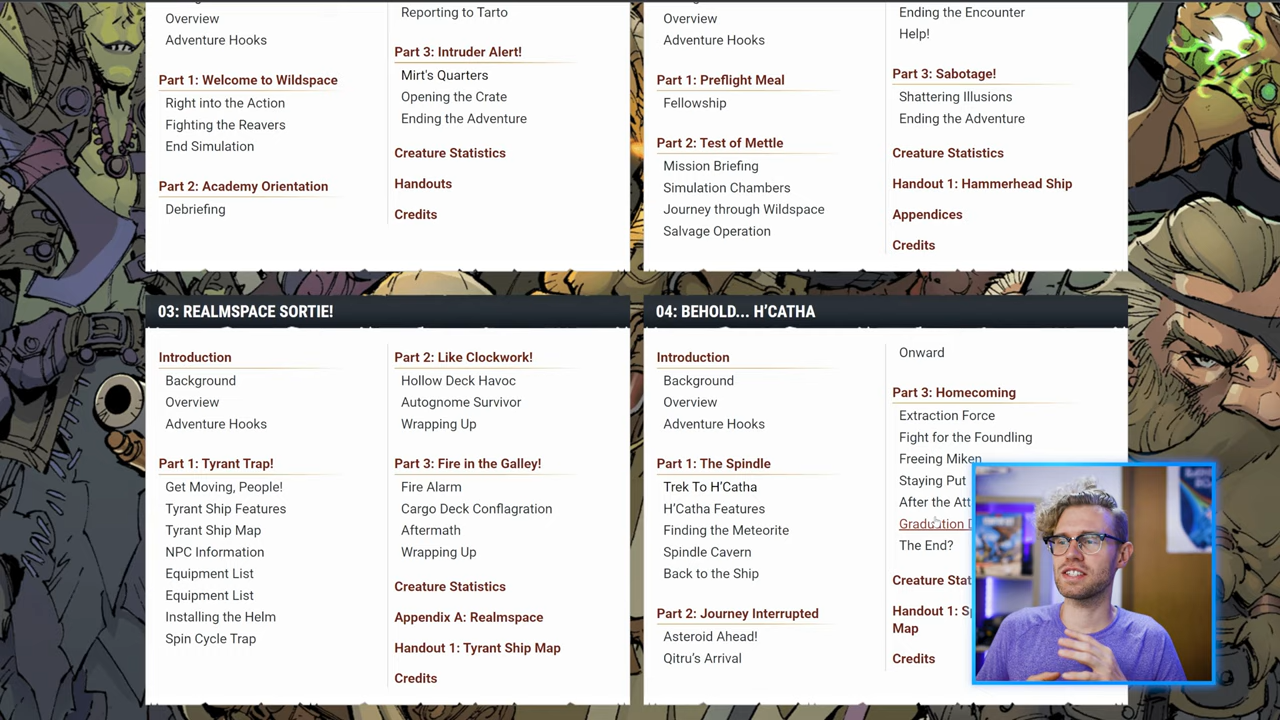 Overview
Adventure Hooks
Part 1: Welcome to Wildspace
Right into the Action
Fighting the Reavers
End Simulation
Part 2: Academy Orientation
Debriefing
Reporting to Tarto
Part 3: Intruder Alert!
Mirt's Quarters
Opening the Crate
Ending the Adventure
Creature Statistics
Handouts
Credits
Overview
Adventure Hooks
Part 1: Preflight Meal
Fellowship
Part 2: Test of Mettle
Mission Briefing
Simulation Chambers
Journey through Wildspace
Salvage Operation
Ending the Encounter
Help!
Part 3: Sabotage!
Shattering Illusions
Ending the Adventure
Creature Statistics
Handout 1: Hammerhead Ship
Appendices
Credits
03: REALMSPACE SORTIE!
Introduction
Background
Overview
Adventure Hooks
Part 1: Tyrant Trap!
Get Moving, People!
Tyrant Ship Features
Tyrant Ship Map
NPC Information
Equipment List
Equipment List
Installing the Helm
Spin Cycle Trap
Part 2: Like Clockwork!
Hollow Deck Havoc
Autognome Survivor
Wrapping Up
Part 3: Fire in the Galley!
Fire Alarm
Cargo Deck Conflagration
Aftermath
Wrapping Up
Creature Statistics
Appendix A: Realmspace
Handout 1: Tyrant Ship Map
Credits
04: BEHOLD... H'CATHA
Introduction
Background
Overview
Adventure Hooks
Part 1: The Spindle
Trek To H'Catha
H'Catha Features
Finding the Meteorite
Spindle Cavern
Back to the Ship
Part 2: Journey Interrupted
Asteroid Ahead!
Qitru's Arrival
Onward
Part 3: Homecoming
Extraction Force
Fight for the Foundling
Freeing Miken
Staying Put
After the
Graduation
The End?
Creature
Handout 1:
Map
Credits